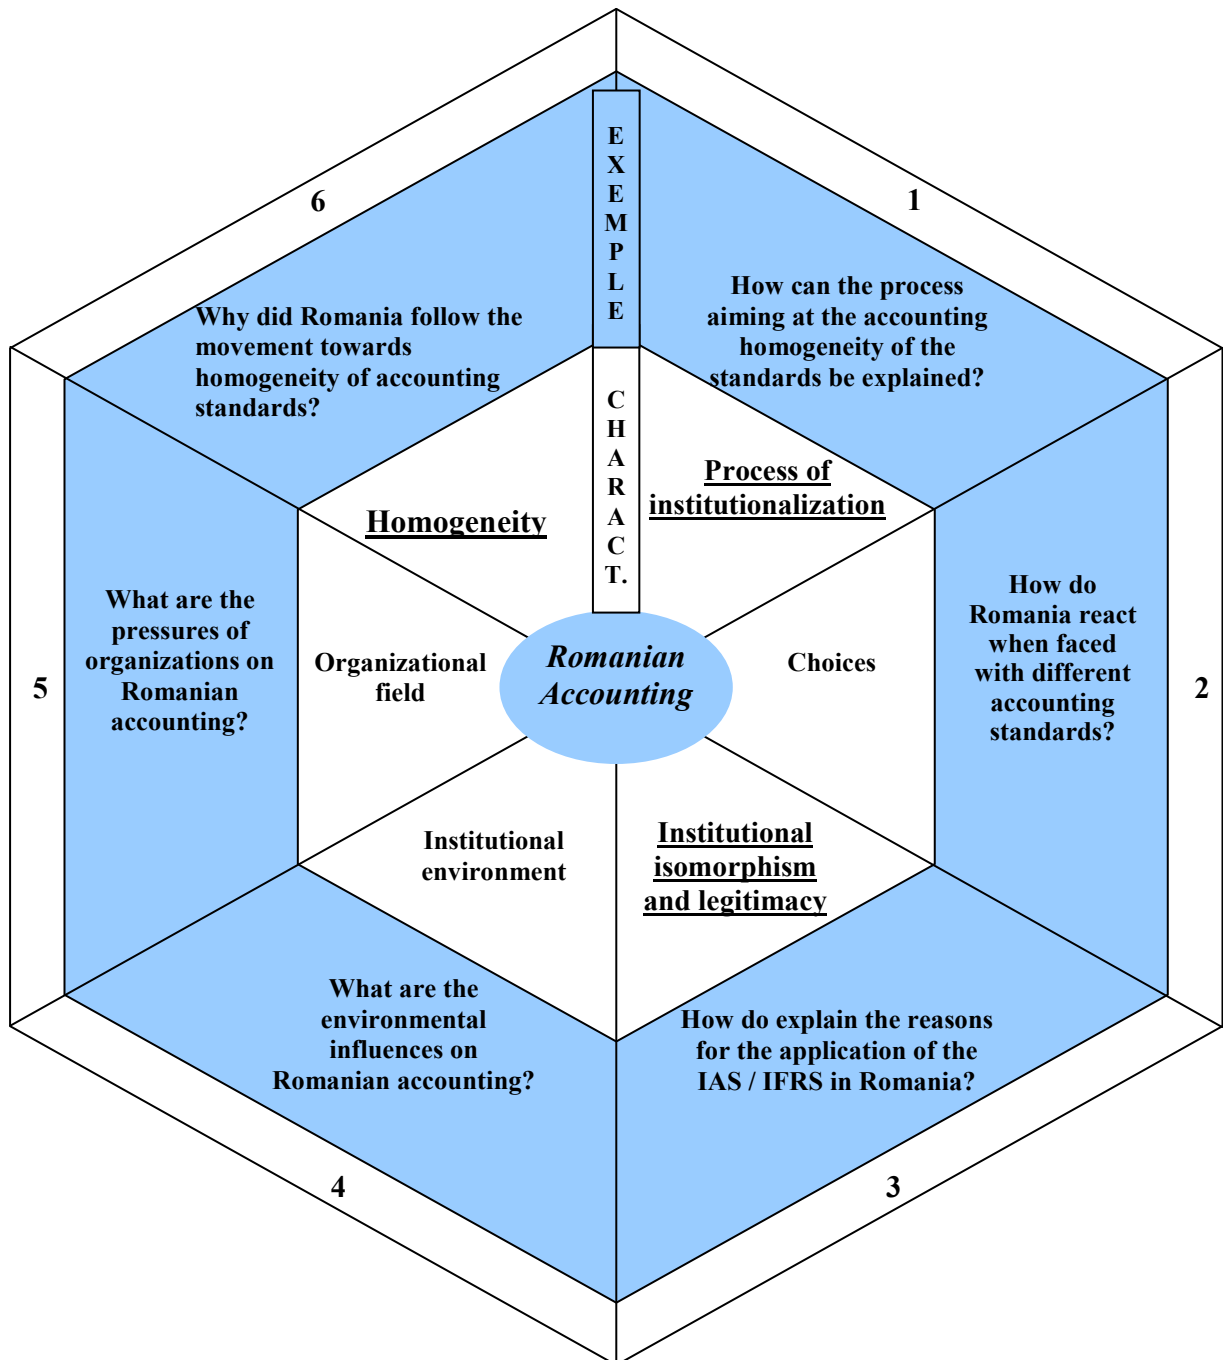 6
1
E
X
E
M
P
L
E
How can the process
aiming at the accounting
homogeneity of the
standards be explained?
Why did Romania follow the
movement towards
homogeneity of accounting
standards?
C
H
A
R
A
C
T.
Process of
institutionalization
Homogeneity
How do
Romania react
when faced
with different
accounting
standards?
2
What are the
pressures of
organizations on
Romanian
accounting?
5
Organizational
field
Romanian
Accounting
Choices
Institutional
environment
Institutional
isomorphism
and legitimacy
What are the
environmental
influences on
Romanian accounting?
How do explain the reasons
for the application of the
IAS / IFRS in Romania?
4
3